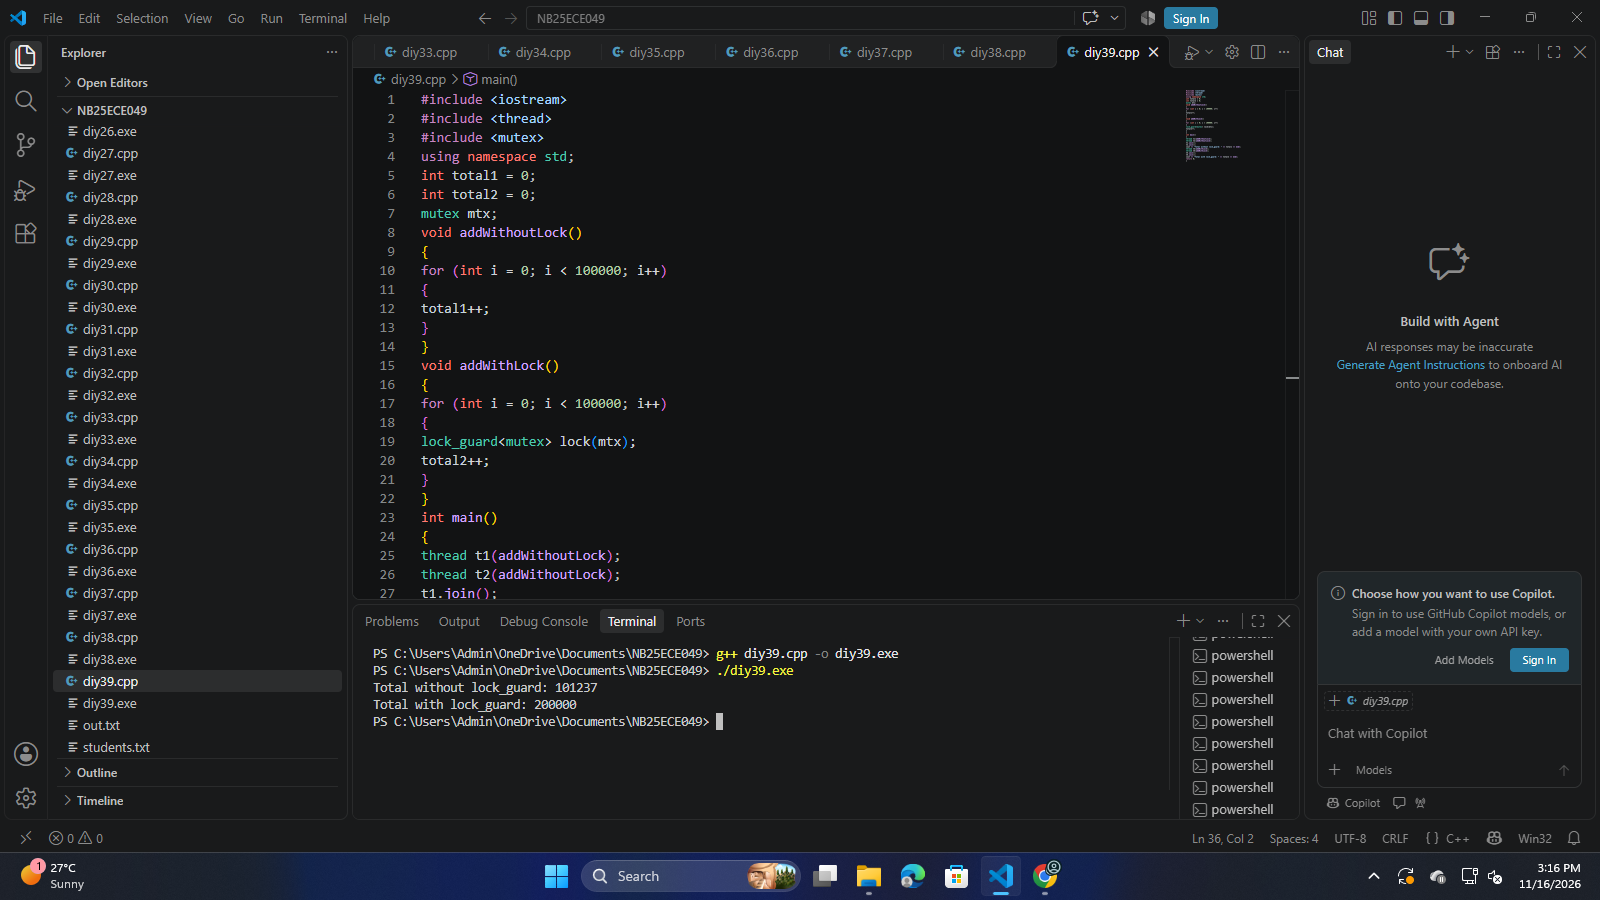 File Edit Selection View Go Run Terminal Help
NB25ECE049
Sign In
Explorer
Open Editors
NB25ECE049
diy26.exe
diy27.cpp
diy27.exe
diy28.cpp
diy28.exe
diy29.cpp
diy29.exe
diy30.cpp
diy30.exe
diy31.cpp
diy31.exe
diy32.cpp
diy32.exe
diy33.cpp
diy33.exe
diy34.cpp
diy34.exe
diy35.cpp
diy35.exe
diy36.cpp
diy36.exe
diy37.cpp
diy37.exe
diy38.cpp
diy38.exe
diy39.cpp
diy39.exe
out.txt
students.txt
Outline
Timeline
diy33.cpp diy34.cpp diy35.cpp diy36.cpp diy37.cpp diy38.cpp diy39.cpp
diy39.cpp > main()
1 #include <iostream>
2 #include <thread>
3 #include <mutex>
4 using namespace std;
5 int total1 = 0;
6 int total2 = 0;
7 mutex mtx;
8 void addWithoutLock()
9 {
10 for (int i = 0; i < 100000; i++)
11 {
12 total1++;
13 }
14 }
15 void addWithLock()
16 {
17 for (int i = 0; i < 100000; i++)
18 {
19 lock_guard<mutex> lock(mtx);
20 total2++;
21 }
22 }
23 int main()
24 {
25 thread t1(addWithoutLock);
26 thread t2(addWithoutLock);
27 t1.join();
Problems Output Debug Console Terminal Ports
PS C:\Users\Admin\OneDrive\Documents\NB25ECE049> g++ diy39.cpp -o diy39.exe
PS C:\Users\Admin\OneDrive\Documents\NB25ECE049> ./diy39.exe
Total without lock_guard: 101237
Total with lock_guard: 200000
PS C:\Users\Admin\OneDrive\Documents\NB25ECE049>
powershell
powershell
powershell
powershell
powershell
powershell
powershell
powershell
powershell
Chat
Build with Agent
AI responses may be inaccurate
Generate Agent Instructions to onboard AI
onto your codebase.
Choose how you want to use Copilot.
Sign in to use GitHub Copilot models, or
add a model with your own API key.
Add Models Sign In
diy39.cpp
Chat with Copilot
Models
Copilot
0 0
Ln 36, Col 2 Spaces: 4 UTF-8 CRLF { } C++ Win32
1
27°C
Sunny
Search
3:16 PM
11/16/2026